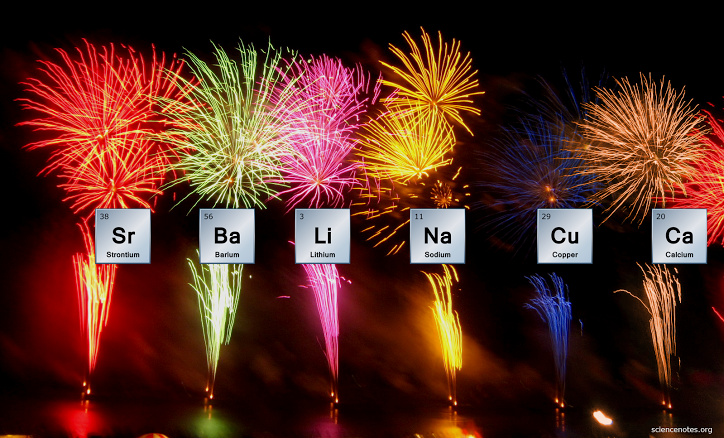 38
Sr
Strontium
56
Ba
Barium
3
Li
Lithium
11
Na
Sodium
29
Cu
Copper
20
Ca
Calcium
sciencenotes.org